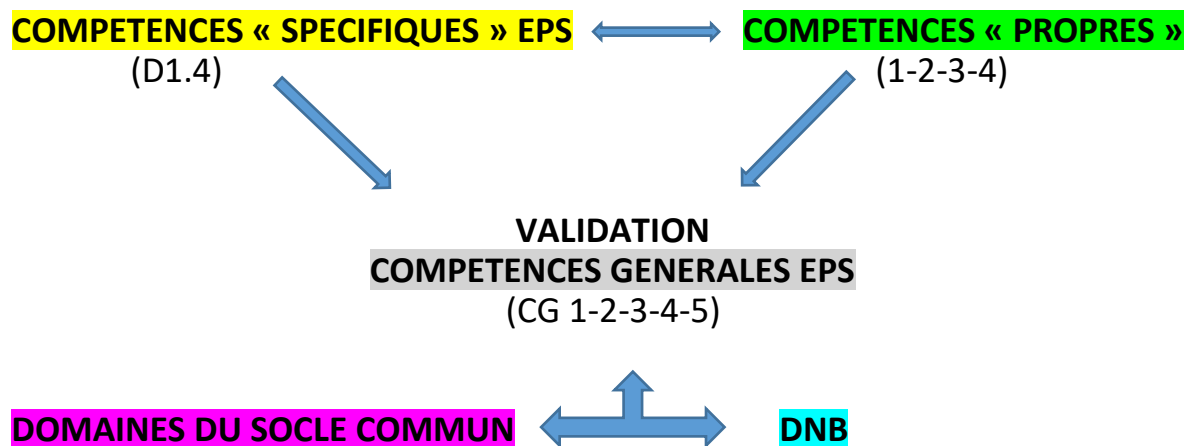 COMPETENCES « SPECIFIQUES » EPS
COMPETENCES « PROPRES »
(D1.4)
(1-2-3-4)
VALIDATION
COMPETENCES GENERALES EPS
(CG 1-2-3-4-5)
DOMAINES DU SOCLE COMMUN
DNB